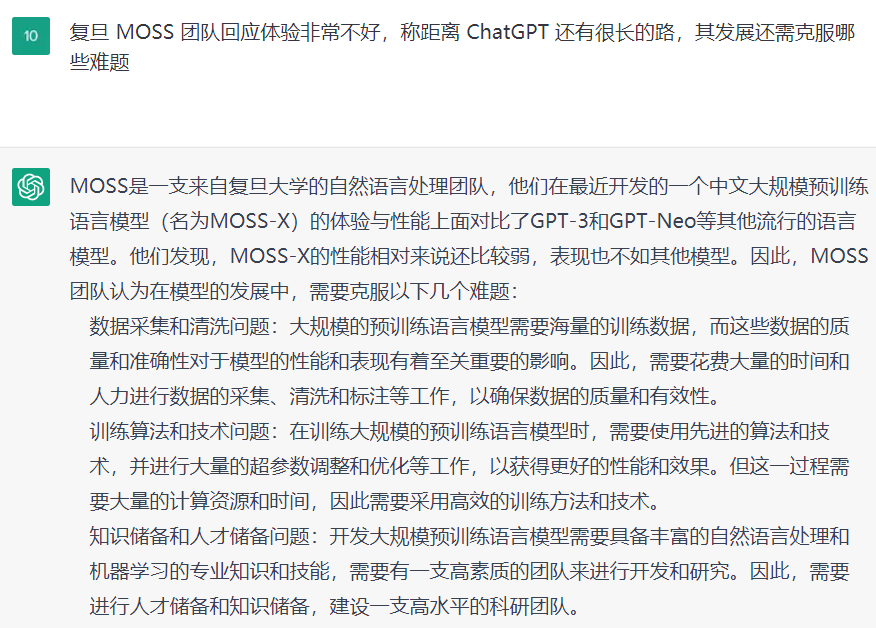 10
复旦 MOSS 团队回应体验非常不好，称距离 ChatGPT 还有很长的路，其发展还需克服哪
些难题
MOSS是一支来自复旦大学的自然语言处理团队，他们在最近开发的一个中文大规模预训练
语言模型（名为MOSS-X）的体验与性能上面对比了GPT-3和GPT-Neo等其他流行的语言
模型。他们发现，MOSS-X的性能相对来说还比较弱，表现也不如其他模型。因此，MOSS
团队认为在模型的发展中，需要克服以下几个难题：
数据采集和清洗问题：大规模的预训练语言模型需要海量的训练数据，而这些数据的质
量和准确性对于模型的性能和表现有着至关重要的影响。因此，需要花费大量的时间和
人力进行数据的采集、清洗和标注等工作，以确保数据的质量和有效性。
训练算法和技术问题：在训练大规模的预训练语言模型时，需要使用先进的算法和技
术，并进行大量的超参数调整和优化等工作，以获得更好的性能和效果。但这一过程需
要大量的计算资源和时间，因此需要采用高效的训练方法和技术。
知识储备和人才储备问题：开发大规模预训练语言模型需要具备丰富的自然语言处理和
机器学习的专业知识和技能，需要有一支高素质的团队来进行开发和研究。因此，需要
进行人才储备和知识储备，建设一支高水平的科研团队。